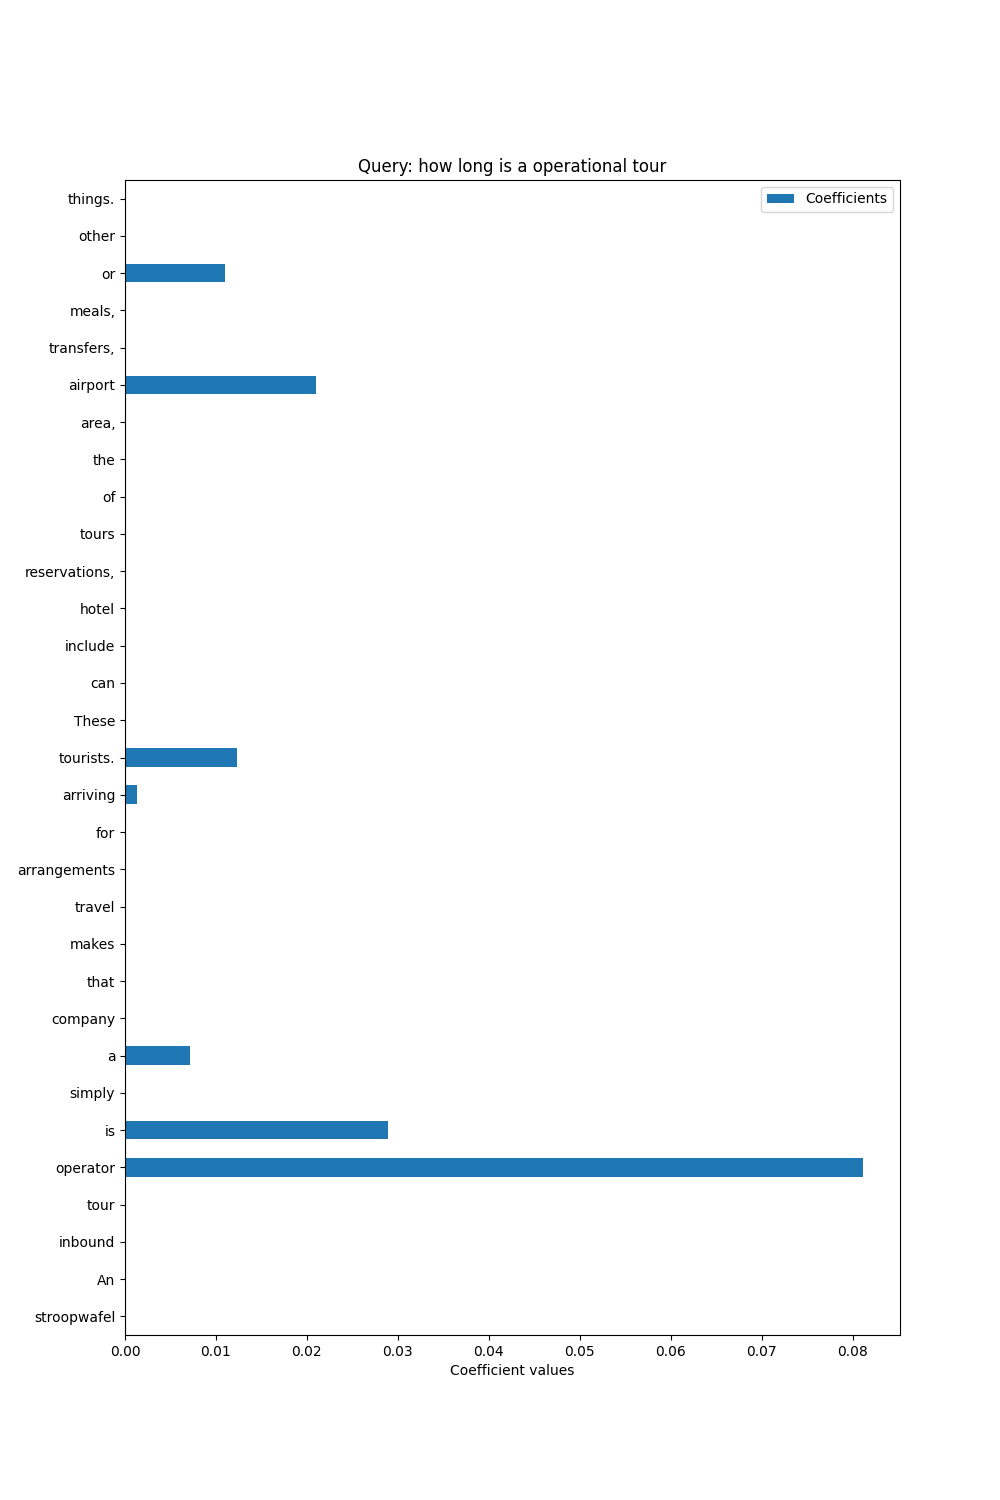 Query: how long is a operational tour
Coefficients
things.
other
or
meals,
transfers,
airport
area,
the
of
tours
reservations,
hotel
include
can
These
tourists.
arriving
for
arrangements
travel
makes
that
company
a
simply
is
operator
tour
inbound
An
stroopwafel
0.00 0.01 0.02 0.03 0.04 0.05 0.06 0.07 0.08
Coefficient values